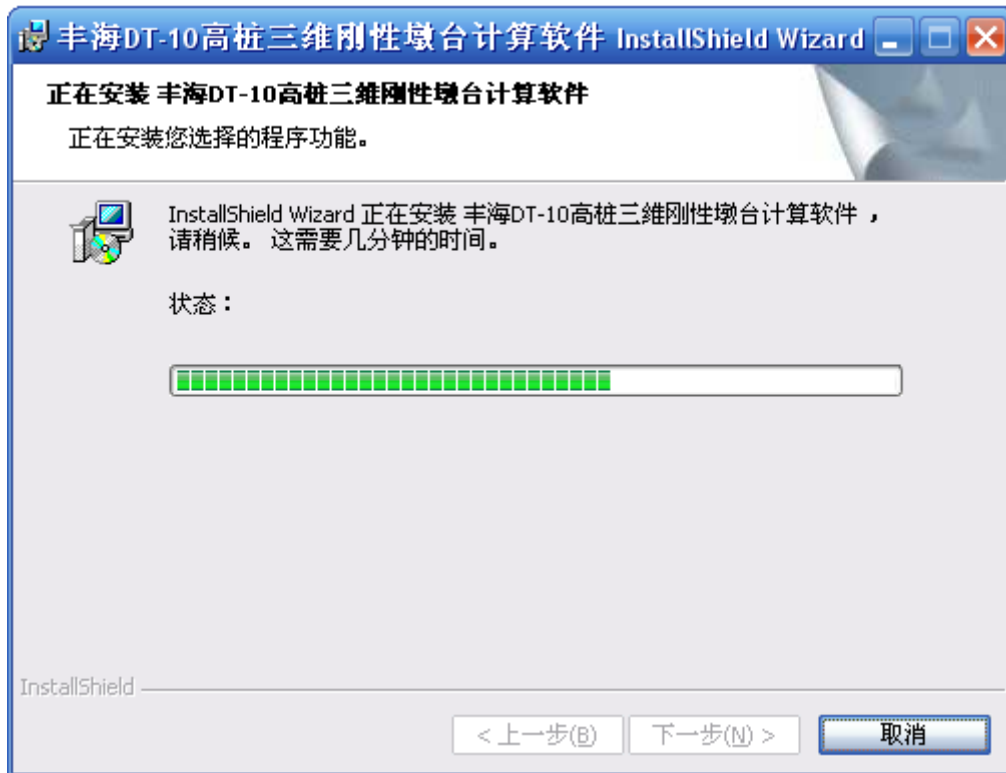 丰海DT-10高桩三维刚性墩台计算软件 InstallShield Wizard
正在安装 丰海DT-10高桩三维刚性墩台计算软件
正在安装您选择的程序功能。
InstallShield Wizard 正在安装 丰海DT-10高桩三维刚性墩台计算软件 ，
请稍候。 这需要几分钟的时间。
状态：
InstallShield
< 上一步(B) 下一步(N) > 取消